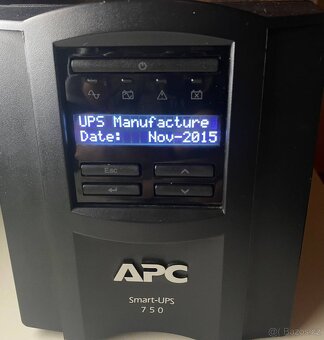 UPS Manufacture
Date: Nov-2015
Esc
APC
Smart-UPS
750